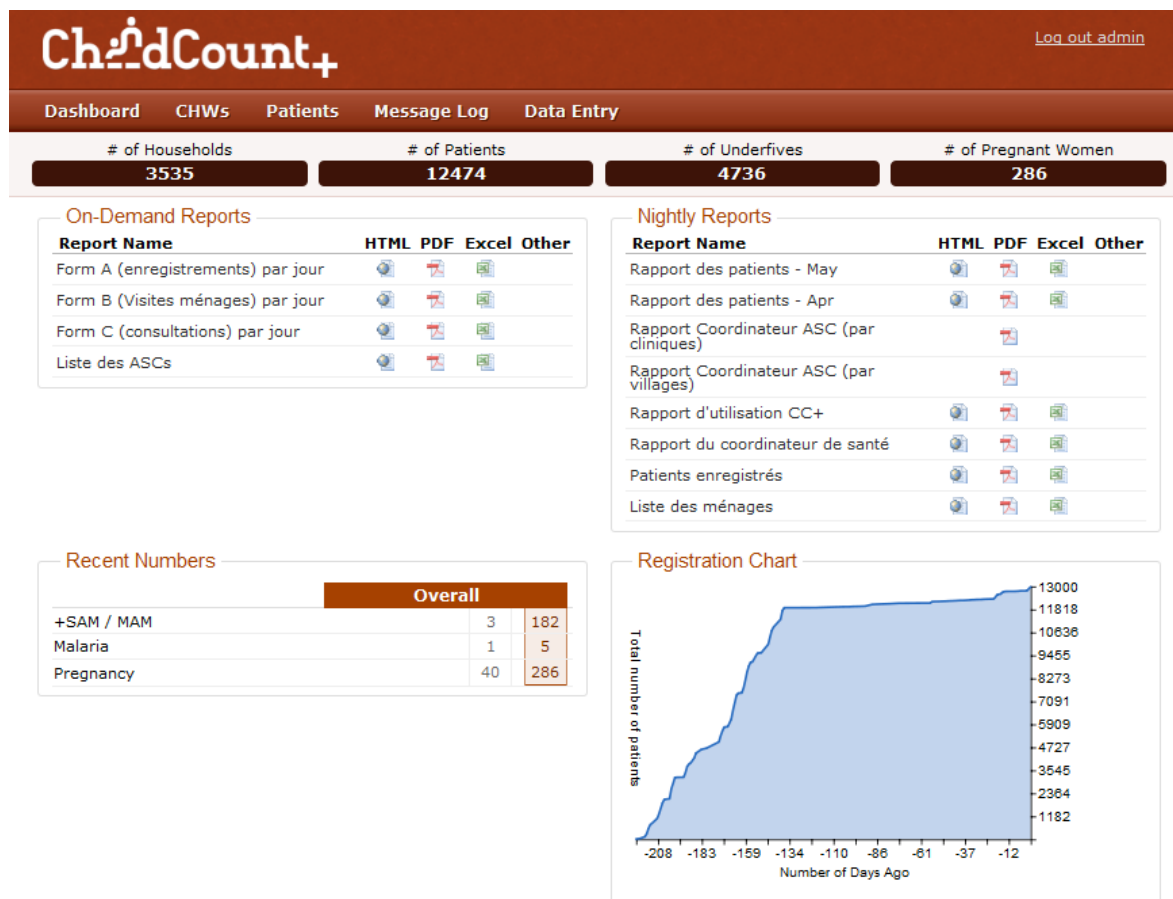 ChildCount+
Log out admin
Dashboard CHWs Patients Message Log Data Entry
# of Households # of Patients # of Underfives # of Pregnant Women
3535 12474 4736 286
On-Demand Reports
Report Name HTML PDF Excel Other
Form A (enregistrements) par jour
Form B (Visites ménages) par jour
Form C (consultations) par jour
Liste des ASCs
Nightly Reports
Report Name HTML PDF Excel Other
Rapport des patients - May
Rapport des patients - Apr
Rapport Coordinateur ASC (par
cliniques)
Rapport Coordinateur ASC (par
villages)
Rapport d'utilisation CC+
Rapport du coordinateur de santé
Patients enregistrés
Liste des ménages
Recent Numbers
Overall
+SAM / MAM 3 182
Malaria 1 5
Pregnancy 40 286
Registration Chart
Total number of patients
13000
11818
10636
9455
8273
7091
5909
4727
3545
2364
1182
-208 -183 -159 -134 -110 -86 -61 -37 -12
Number of Days Ago